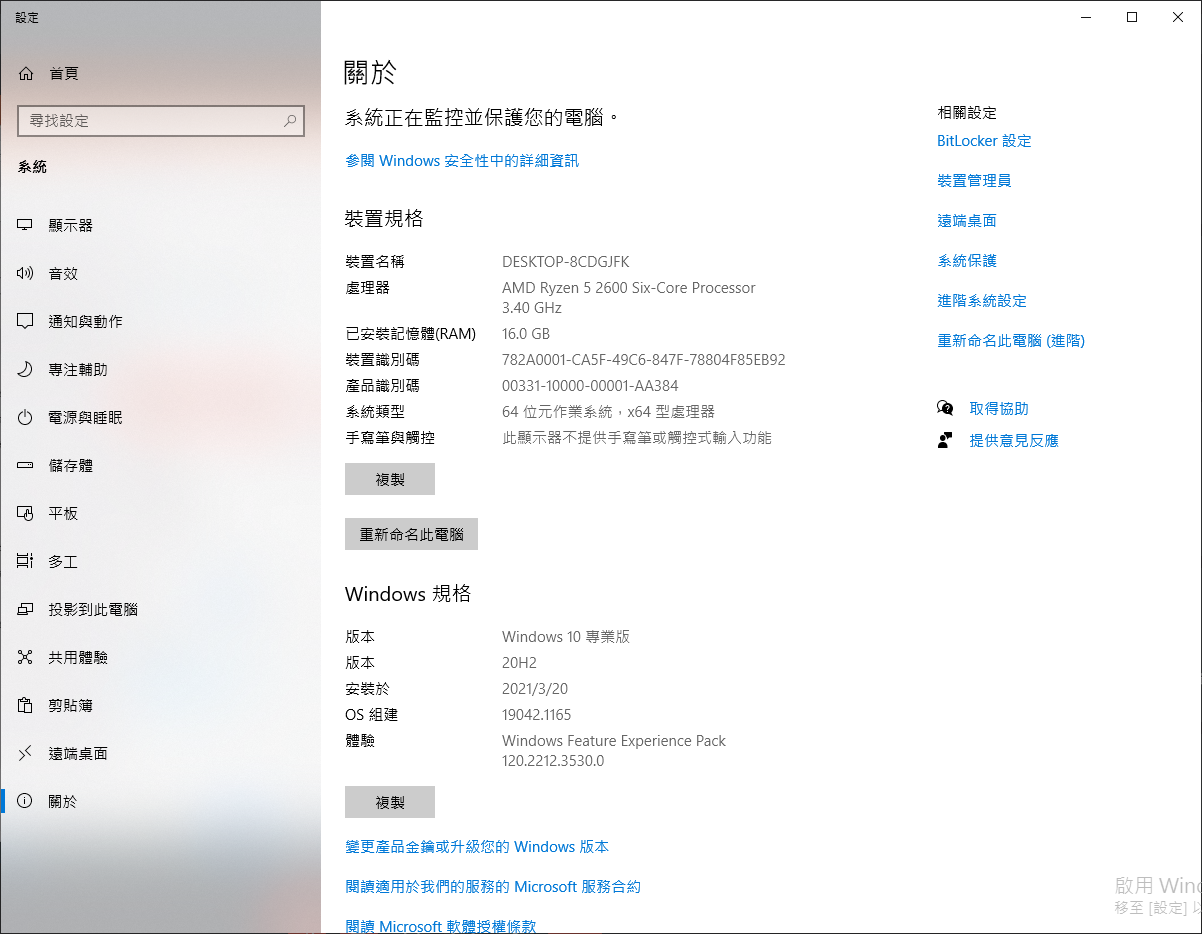 設定
首頁
尋找設定
系統
顯示器
音效
通知與動作
專注輔助
電源與睡眠
儲存體
平板
多工
投影到此電腦
共用體驗
剪貼簿
遠端桌面
關於
關於
系統正在監控並保護您的電腦。
參閱 Windows 安全性中的詳細資訊
裝置規格
裝置名稱 DESKTOP-8CDGJFK
處理器 AMD Ryzen 5 2600 Six-Core Processor
3.40 GHz
已安裝記憶體(RAM) 16.0 GB
裝置識別碼 782A0001-CA5F-49C6-847F-78804F85EB92
產品識別碼 00331-10000-00001-AA384
系統類型 64 位元作業系統，x64 型處理器
手寫筆與觸控 此顯示器不提供手寫筆或觸控式輸入功能
複製
重新命名此電腦
Windows 規格
版本 Windows 10 專業版
版本 20H2
安裝於 2021/3/20
OS 組建 19042.1165
體驗 Windows Feature Experience Pack
120.2212.3530.0
複製
變更產品金鑰或升級您的 Windows 版本
閱讀適用於我們的服務的 Microsoft 服務合約
閱讀 Microsoft 軟體授權條款
相關設定
BitLocker 設定
裝置管理員
遠端桌面
系統保護
進階系統設定
重新命名此電腦 (進階)
取得協助
提供意見反應
啟用 Wind
移至 [設定] 以